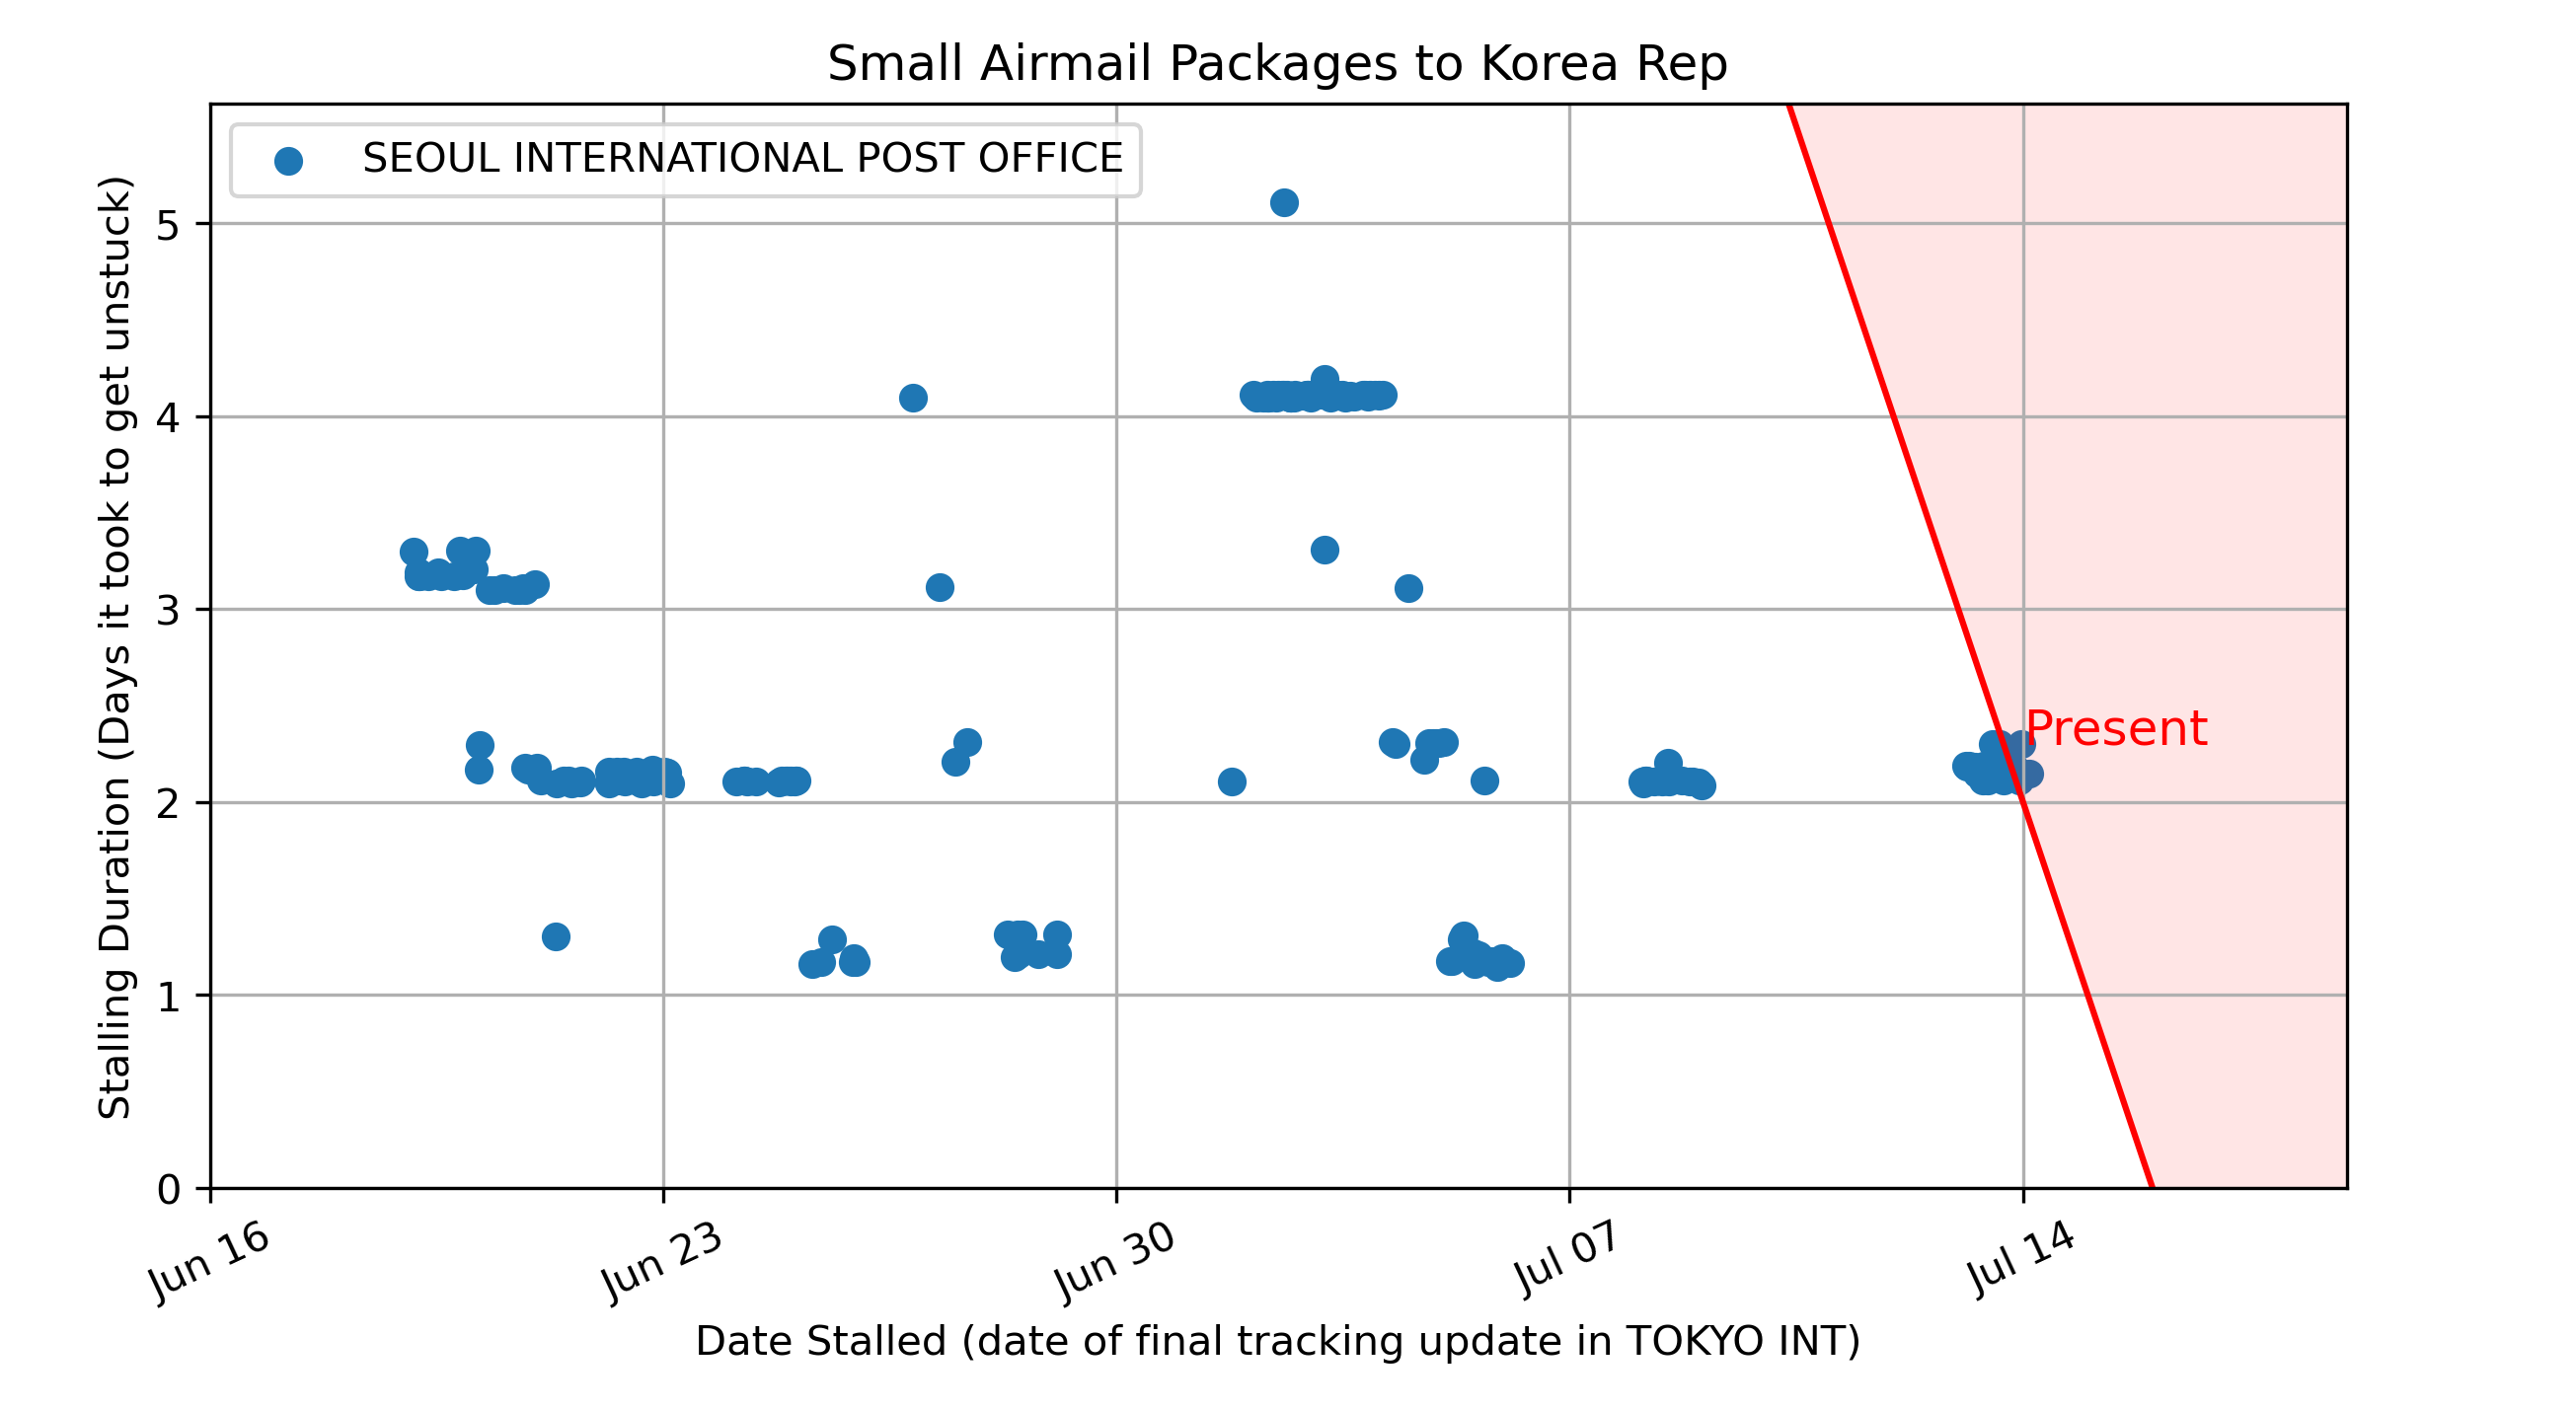 Small Airmail Packages to Korea Rep
SEOUL INTERNATIONAL POST OFFICE
Stalling Duration (Days it took to get unstuck)
5
4
3
2
1
0
Present
Jun 16
Jun 23
Jun 30
Jul 07
Jul 14
Date Stalled (date of final tracking update in TOKYO INT)